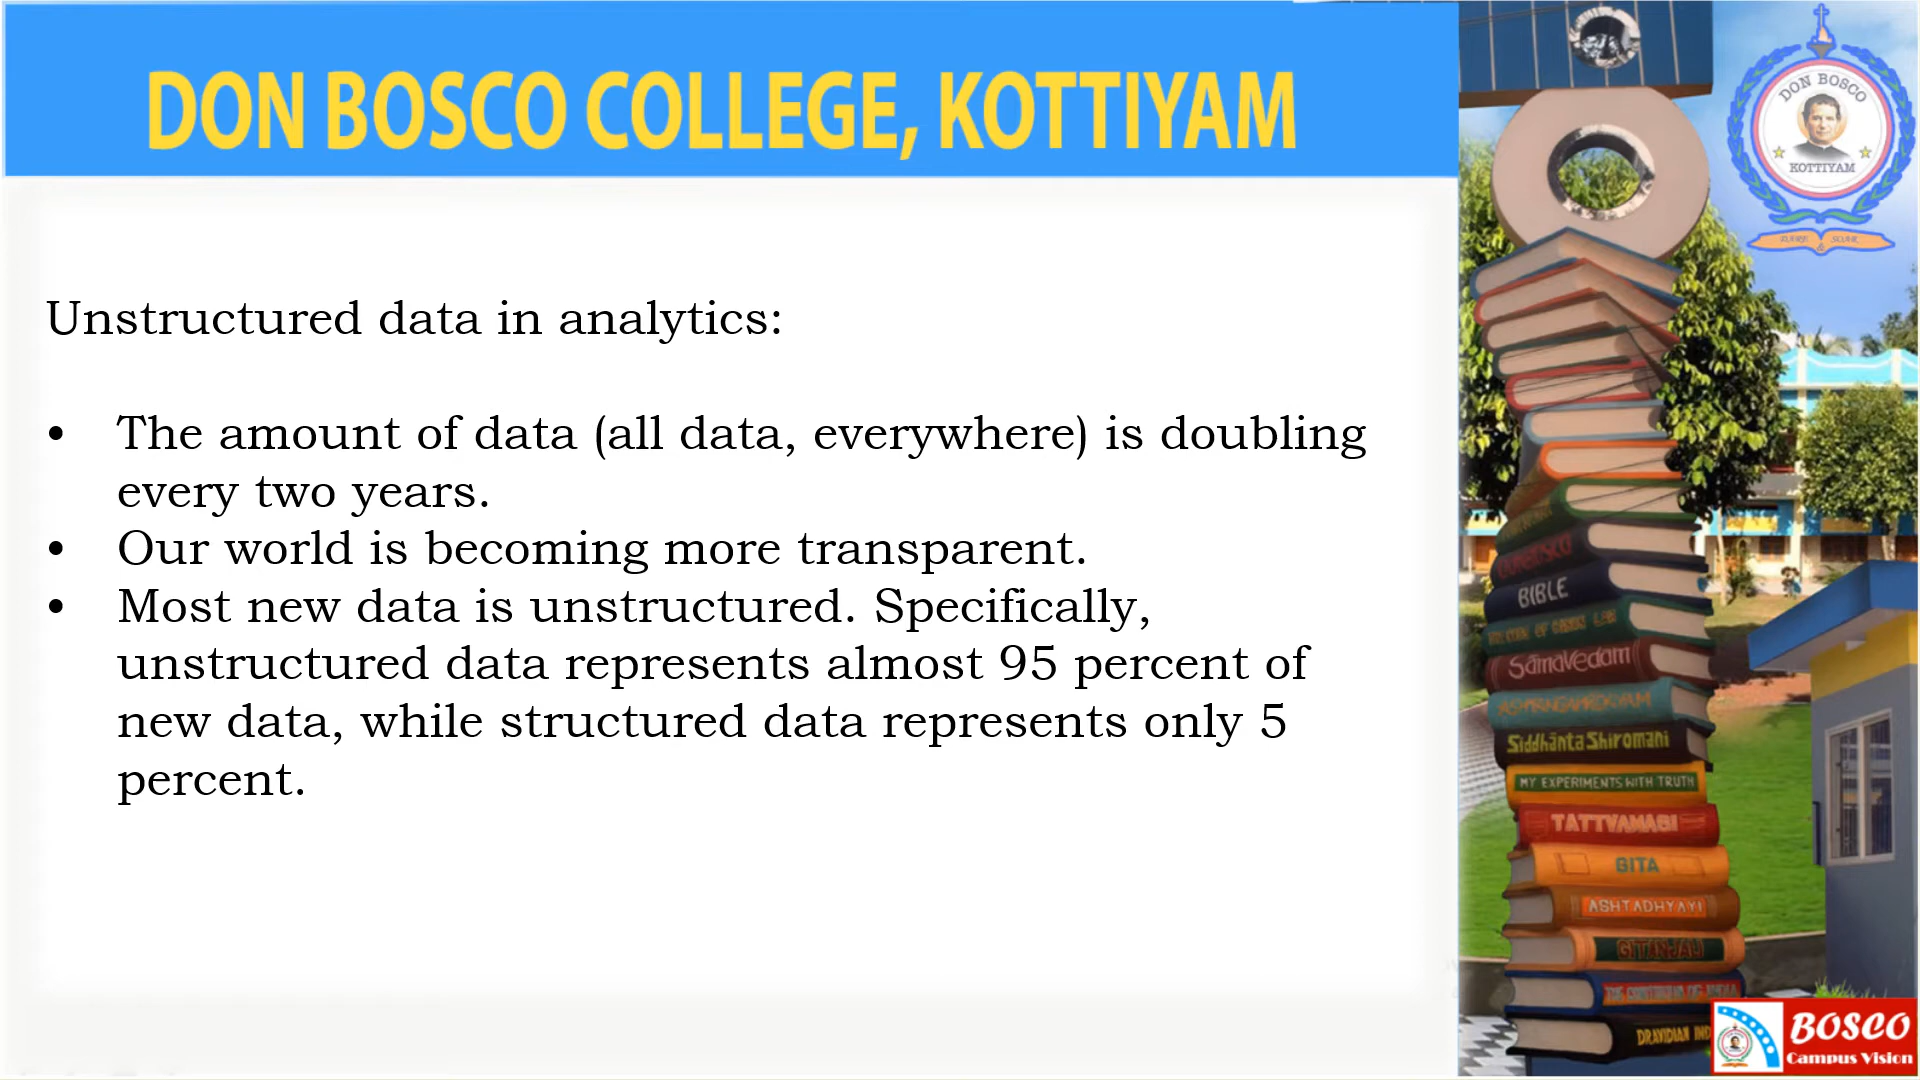 DON BOSCO COLLEGE, KOTTIYAM
DON BOSCO
KOTTIYAM
Unstructured data in analytics:
• The amount of data (all data, everywhere) is doubling
every two years.
• Our world is becoming more transparent.
• Most new data is unstructured. Specifically,
unstructured data represents almost 95 percent of
new data, while structured data represents only 5
percent.
BIBLE
Sāmavedam
Siddhānta Shiromani
MY EXPERIMENTS WITH TRUTH
TATTVAMASI
GITA
ASHTADHYAYI
GITANJALI
DRAVIDIAN
BOSCO
Campus Vision